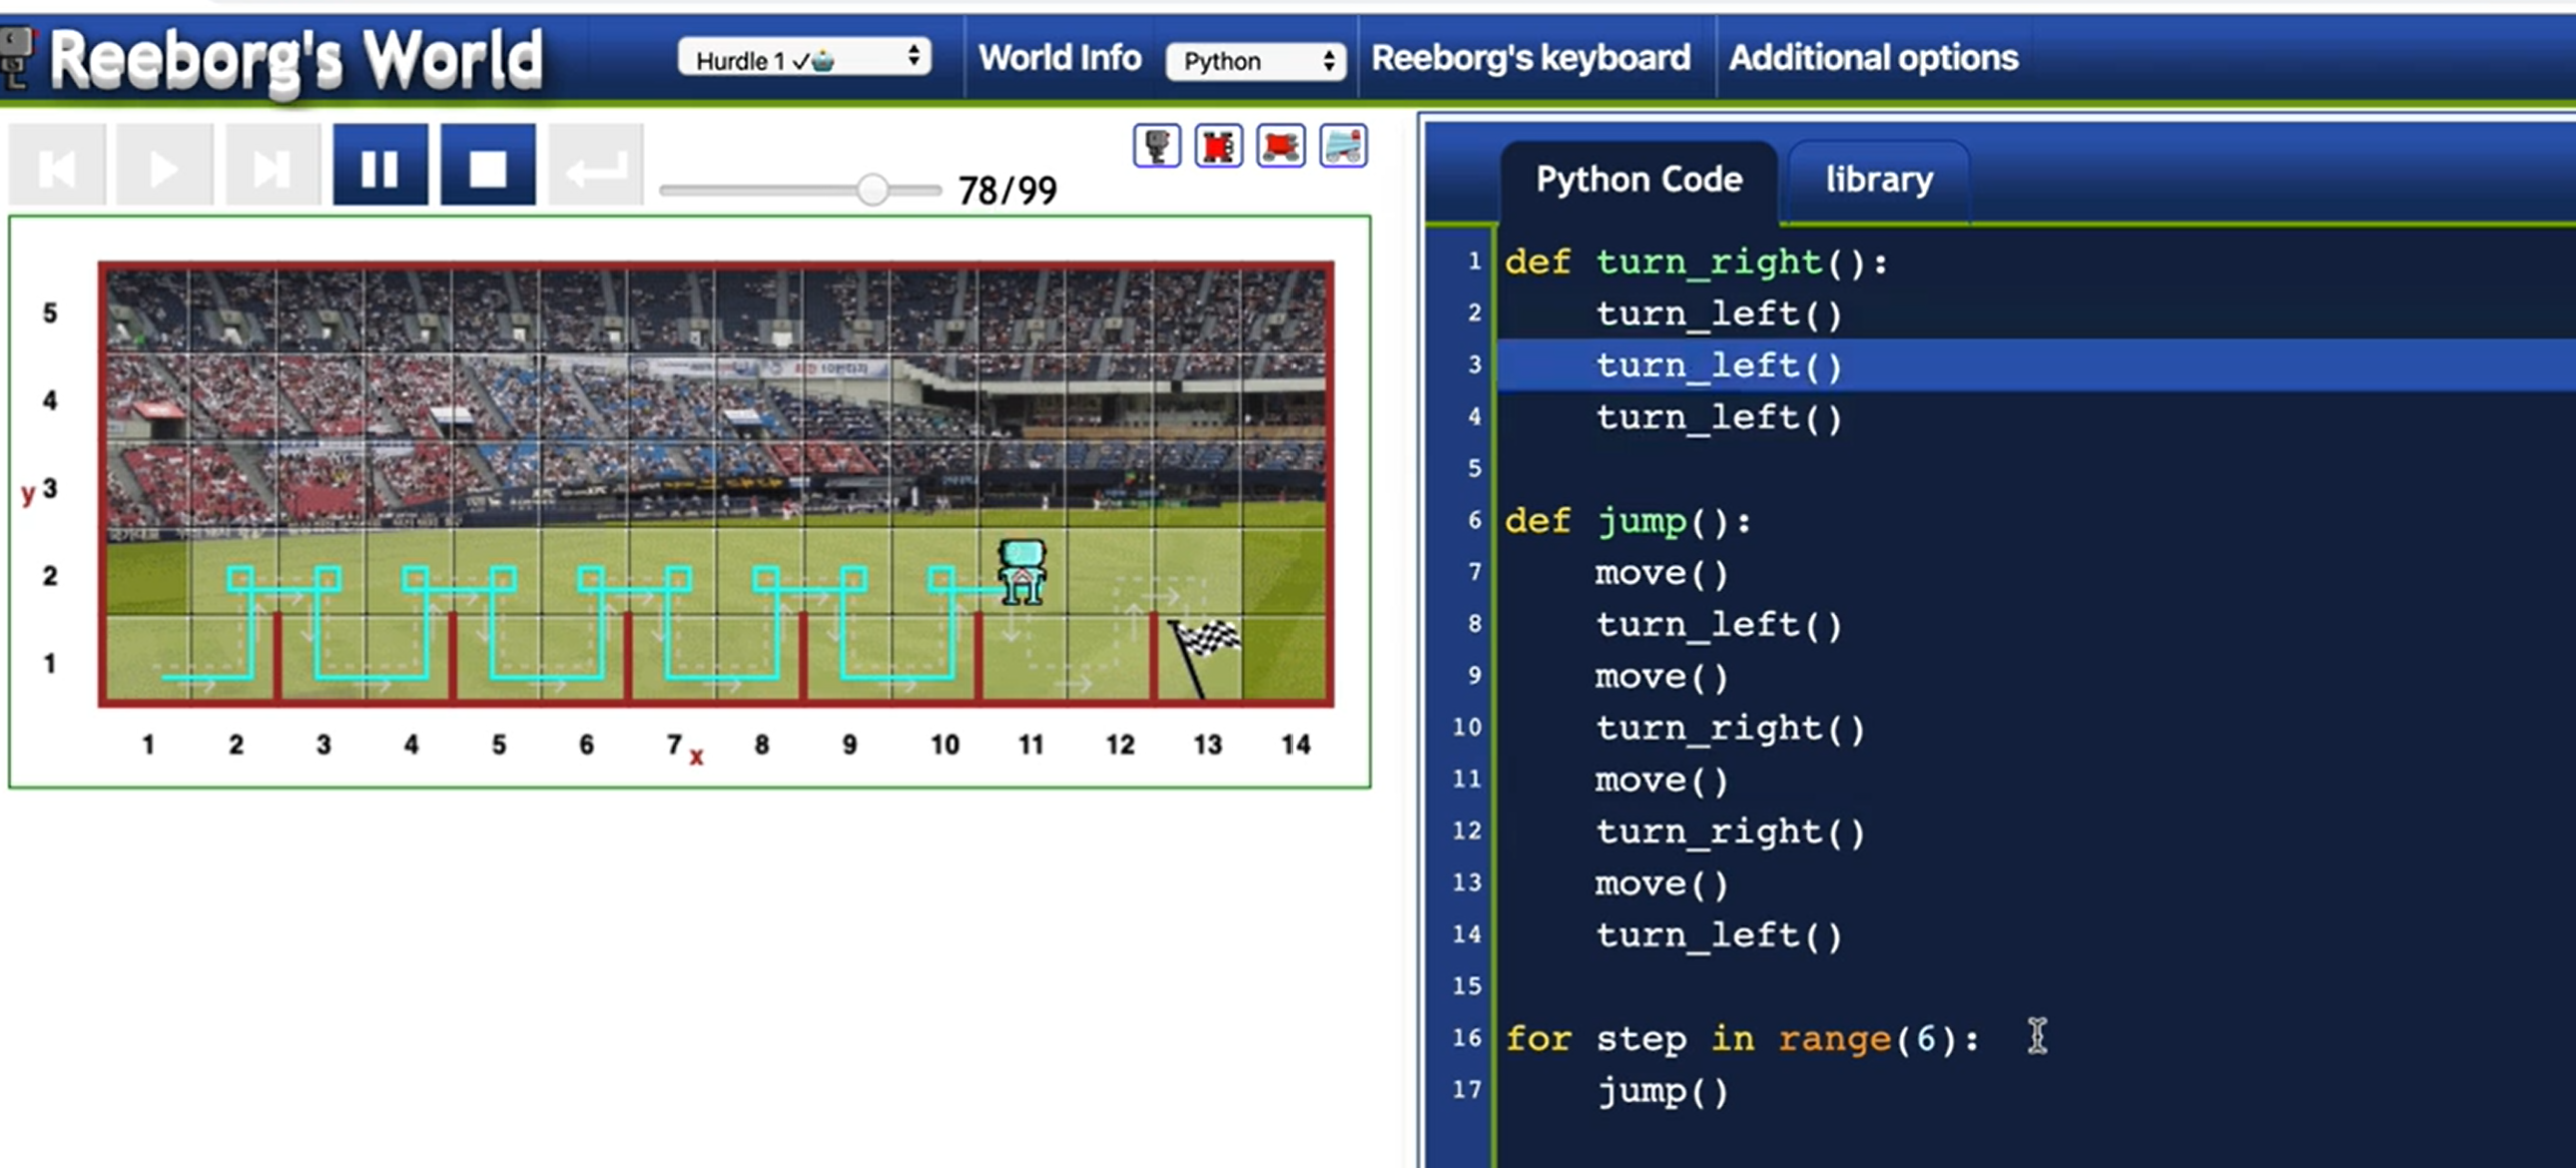 Reeborg's World
Hurdle 1 ✓
World Info
Python
Reeborg's keyboard
Additional options
78/99
Python Code
library
5
4
y 3
2
1
1 2 3 4 5 6 7 x 8 9 10 11 12 13 14
1 def turn_right():
2 turn_left()
3 turn_left()
4 turn_left()
5
6 def jump():
7 move()
8 turn_left()
9 move()
10 turn_right()
11 move()
12 turn_right()
13 move()
14 turn_left()
15
16 for step in range(6):
17 jump()